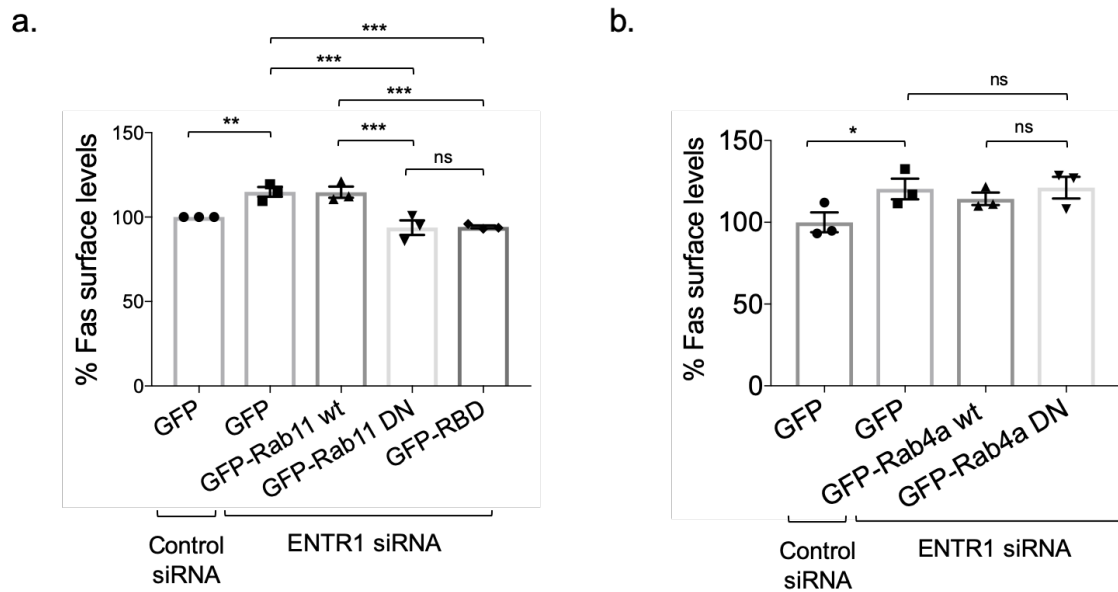 a.
***
***
***
**
***
ns
% Fas surface levels
150
100
50
0
GFP
GFP
GFP-Rab11 wt
GFP-Rab11 DN
GFP-RBD
Control
siRNA
ENTR1 siRNA
b.
ns
*
ns
% Fas surface levels
150
100
50
0
GFP
GFP
GFP-Rab4a wt
GFP-Rab4a DN
Control
siRNA
ENTR1 siRNA